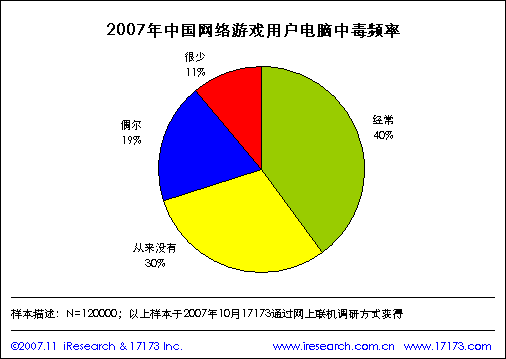 2007年中国网络游戏用户电脑中毒频率
很少
11%
经常
40%
偶尔
19%
从来没有
30%
样本描述：N=120000；以上样本于2007年10月17173通过网上联机调研方式获得
©2007.11 iResearch & 17173 Inc. www.iresearch.com.cn www.17173.com